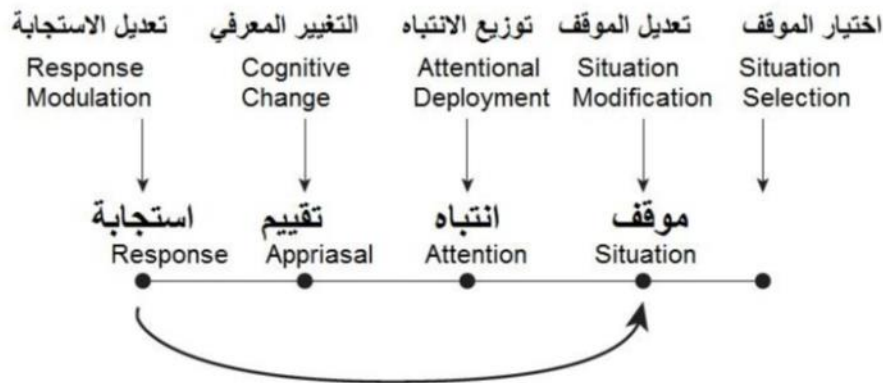 اختيار الموقف
تعديل الموقف
توزيع الانتباه
التغيير المعرفي
تعديل الاستجابة
Situation
Selection
Situation
Modification
Attentional
Deployment
Cognitive
Change
Response
Modulation
موقف
انتباه
تقييم
استجابة
Situation
Attention
Appriasal
Response